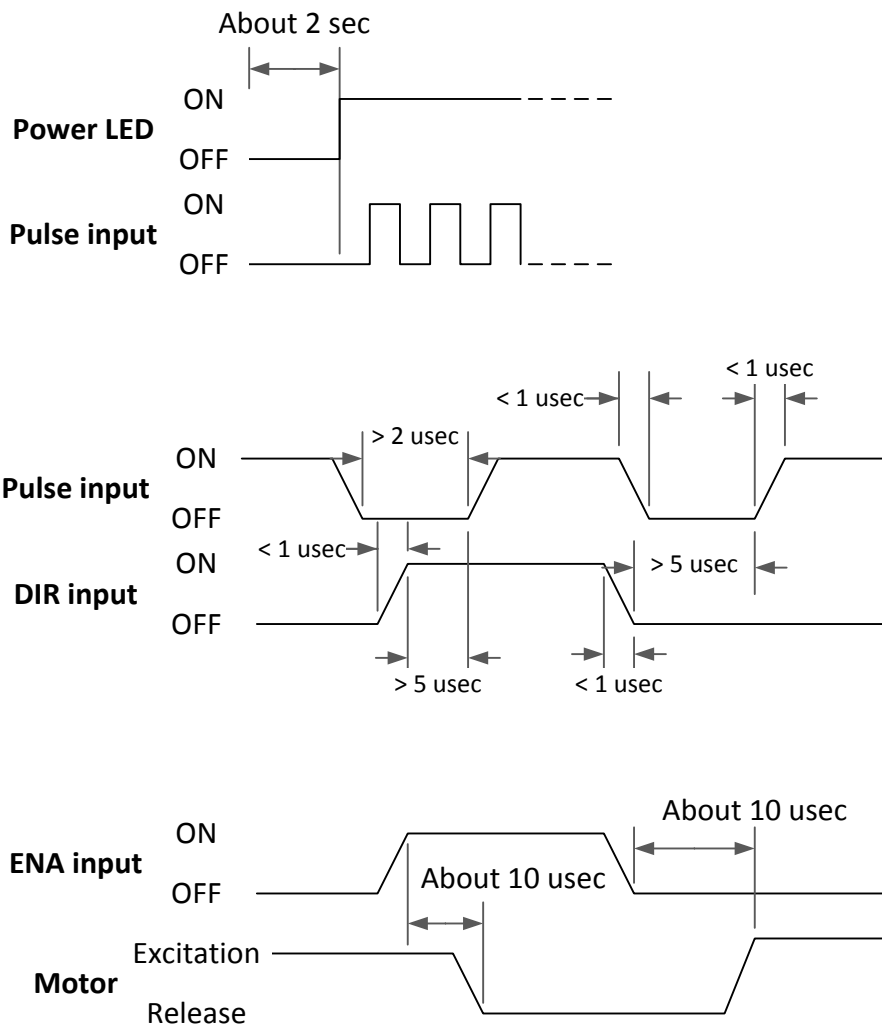 About 2 sec
ON
Power LED
OFF
ON
Pulse input
OFF
< 1 usec
< 1 usec
> 2 usec
ON
Pulse input
OFF
< 1 usec
ON
> 5 usec
DIR input
OFF
> 5 usec
< 1 usec
About 10 usec
ON
ENA input
About 10 usec
OFF
Excitation
Motor
Release